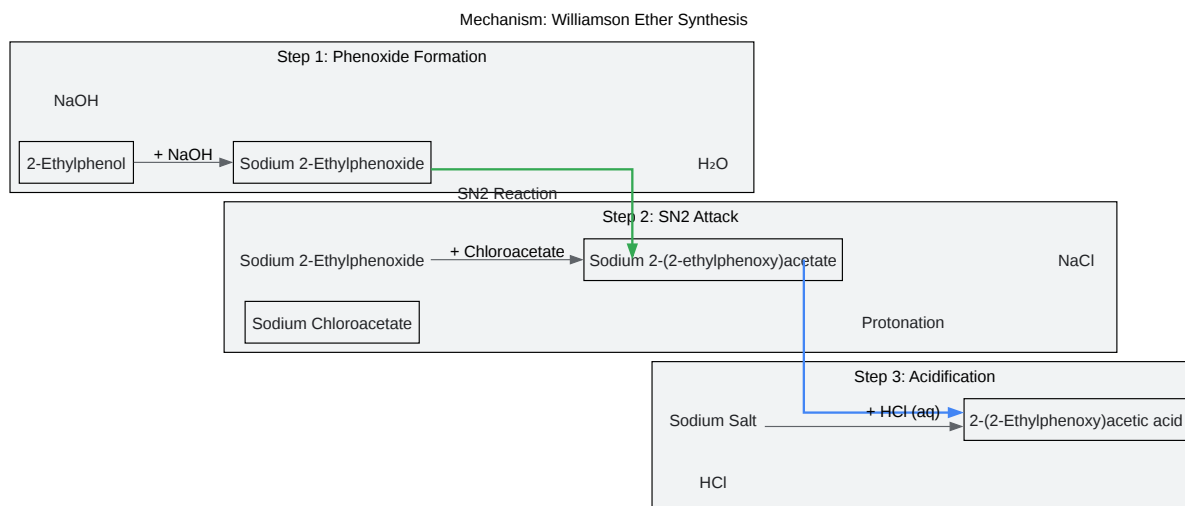 Mechanism: Williamson Ether Synthesis
Step 1: Phenoxide Formation
NaOH
2-Ethylphenol
+ NaOH
Sodium 2-Ethylphenoxide
H₂O
SN2 Reaction
Step 2: SN2 Attack
Sodium 2-Ethylphenoxide
+ Chloroacetate
Sodium 2-(2-ethylphenoxy)acetate
NaCl
Sodium Chloroacetate
Protonation
Step 3: Acidification
Sodium Salt
+ HCl (aq)
2-(2-Ethylphenoxy)acetic acid
HCl